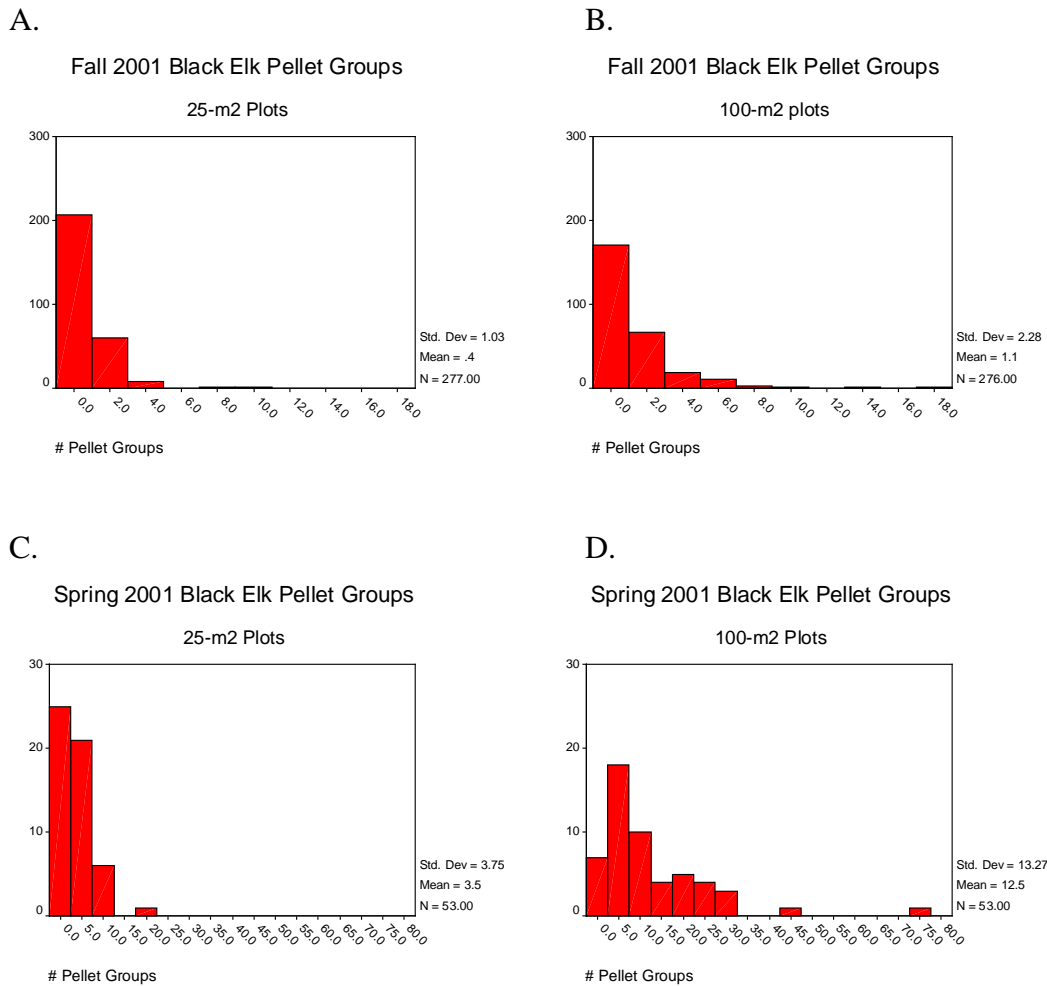 A.
Fall 2001 Black Elk Pellet Groups
25-m2 Plots
300
200
100
0
0.0 2.0 4.0 6.0 8.0 10.0 12.0 14.0 16.0 18.0
# Pellet Groups
Std. Dev = 1.03
Mean = .4
N = 277.00
B.
Fall 2001 Black Elk Pellet Groups
100-m2 plots
300
200
100
0
0.0 2.0 4.0 6.0 8.0 10.0 12.0 14.0 16.0 18.0
# Pellet Groups
Std. Dev = 2.28
Mean = 1.1
N = 276.00
C.
Spring 2001 Black Elk Pellet Groups
25-m2 Plots
30
20
10
0
0.0 5.0 10.0 15.0 20.0 25.0 30.0 35.0 40.0 45.0 50.0 55.0 60.0 65.0 70.0 75.0 80.0
# Pellet Groups
Std. Dev = 3.75
Mean = 3.5
N = 53.00
D.
Spring 2001 Black Elk Pellet Groups
100-m2 Plots
30
20
10
0
0.0 5.0 10.0 15.0 20.0 25.0 30.0 35.0 40.0 45.0 50.0 55.0 60.0 65.0 70.0 75.0 80.0
# Pellet Groups
Std. Dev = 13.27
Mean = 12.5
N = 53.00